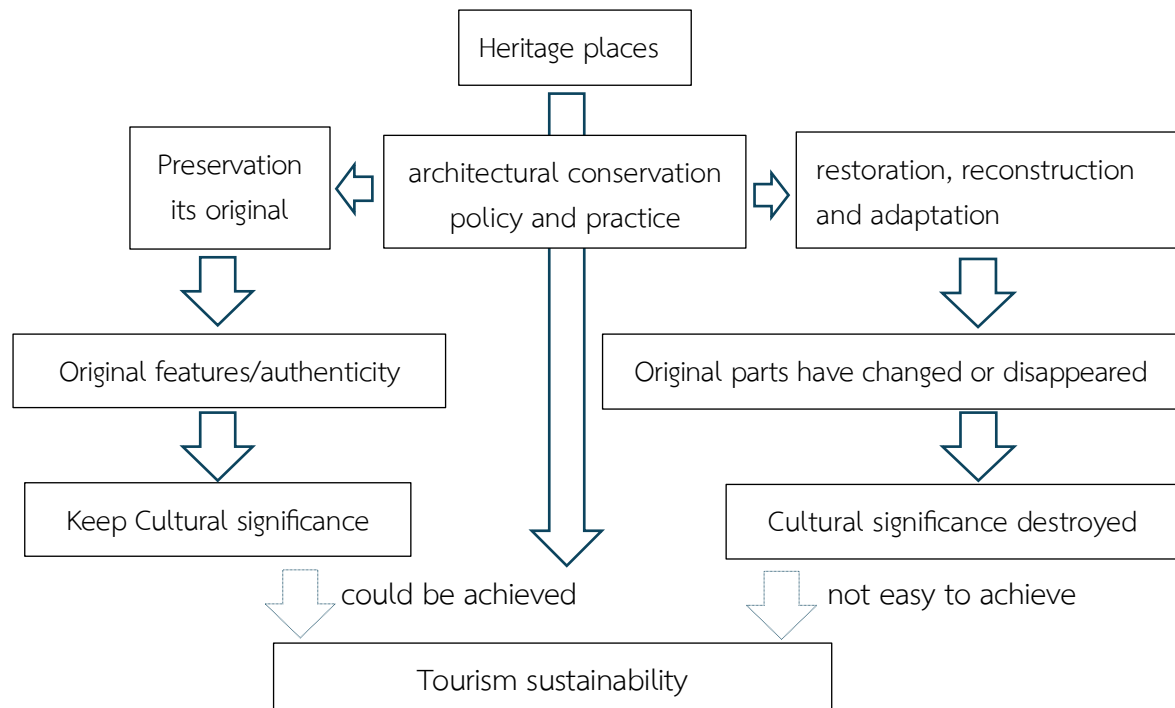 Heritage places
Preservation
its original
architectural conservation
policy and practice
restoration, reconstruction
and adaptation
Original features/authenticity
Original parts have changed or disappeared
Keep Cultural significance
Cultural significance destroyed
could be achieved
not easy to achieve
Tourism sustainability